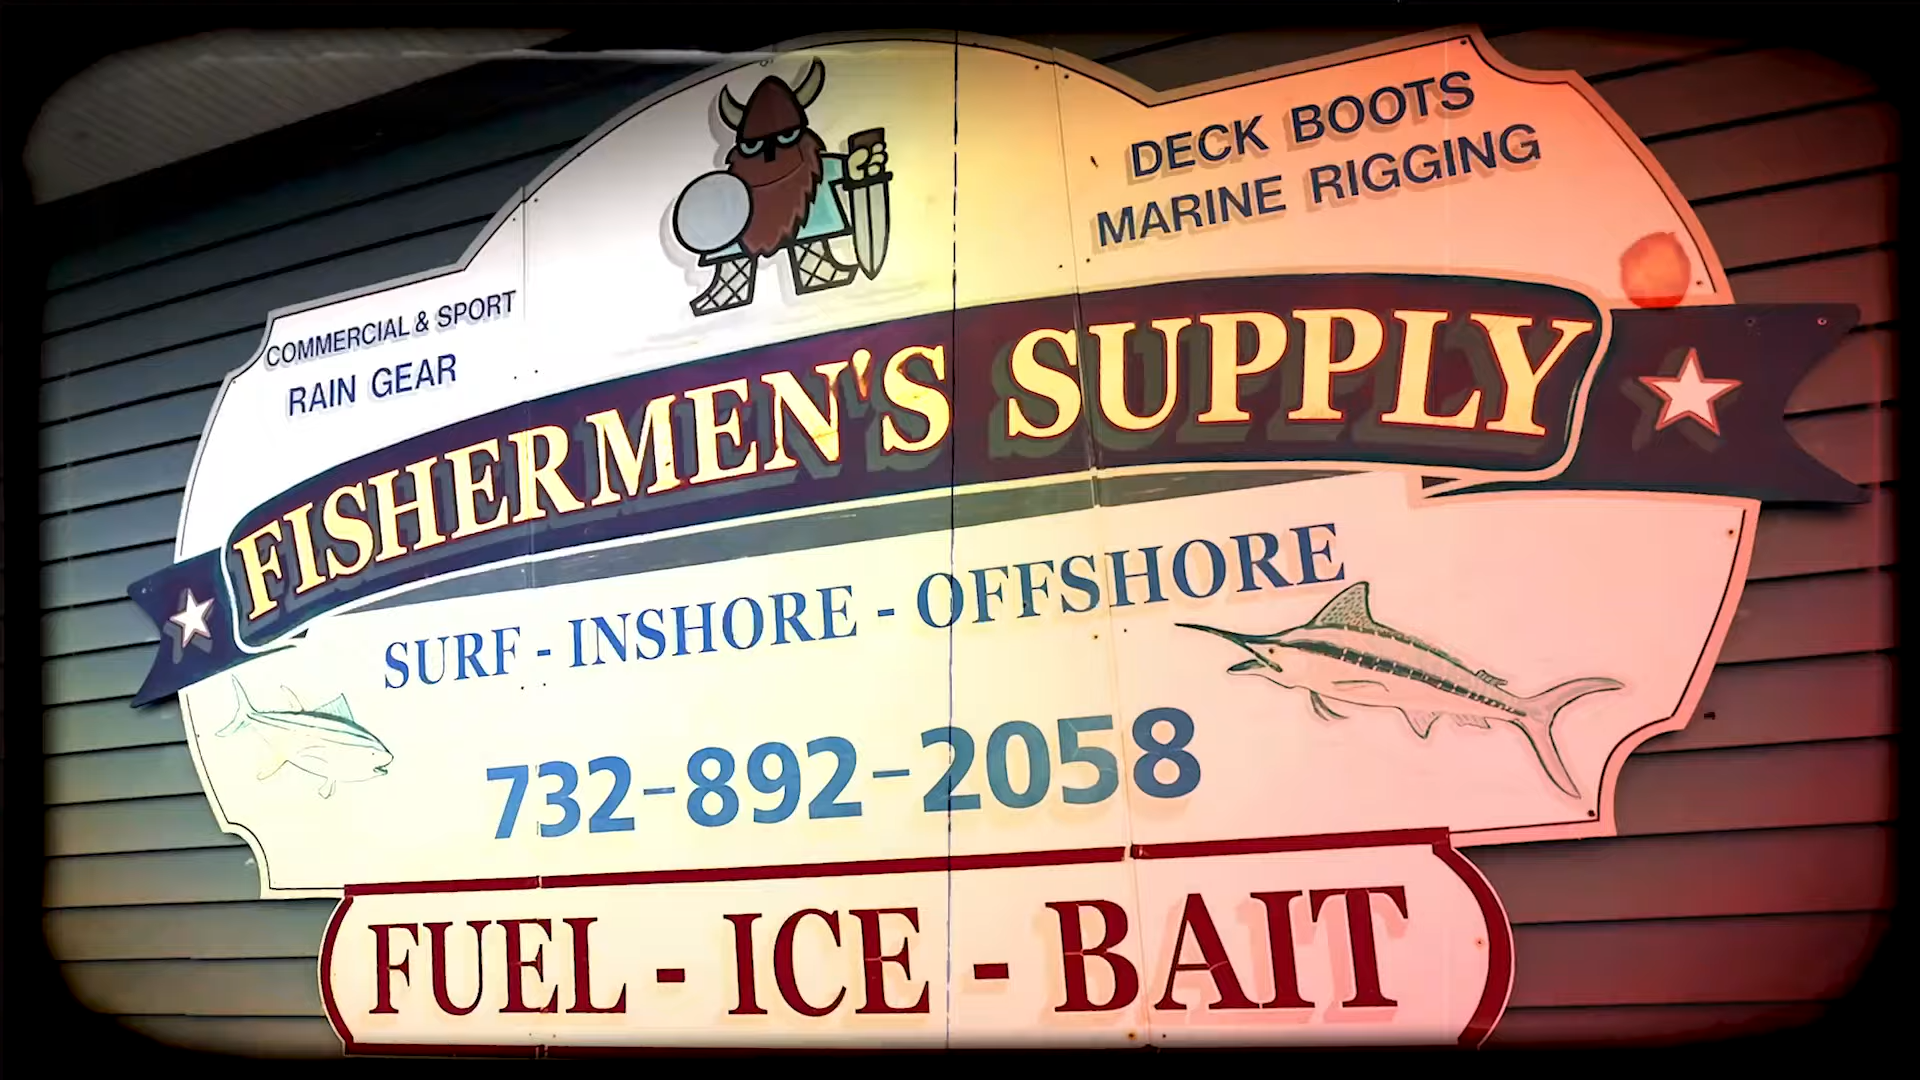 DECK BOOTS
MARINE RIGGING
COMMERCIAL & SPORT
RAIN GEAR
FISHERMEN'S SUPPLY
SURF - INSHORE - OFFSHORE
732-892-2058
FUEL - ICE - BAIT